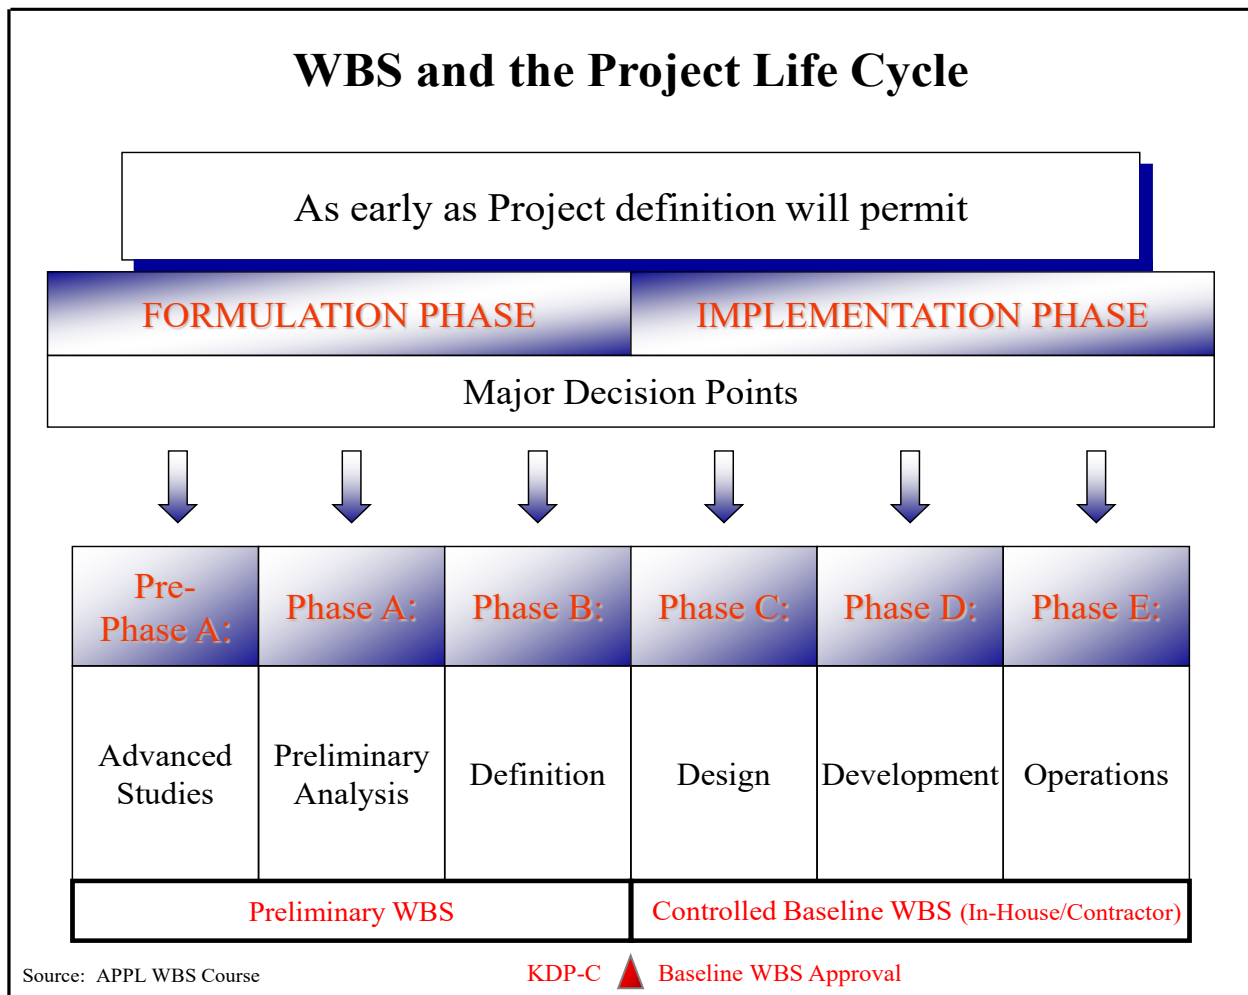 WBS and the Project Life Cycle
As early as Project definition will permit
FORMULATION PHASE
IMPLEMENTATION PHASE
Major Decision Points
Pre-
Phase A:
Phase A:
Phase B:
Phase C:
Phase D:
Phase E:
Advanced
Studies
Preliminary
Analysis
Definition
Design
Development
Operations
Preliminary WBS
Controlled Baseline WBS (In-House/Contractor)
Source: APPL WBS Course
KDP-C
Baseline WBS Approval